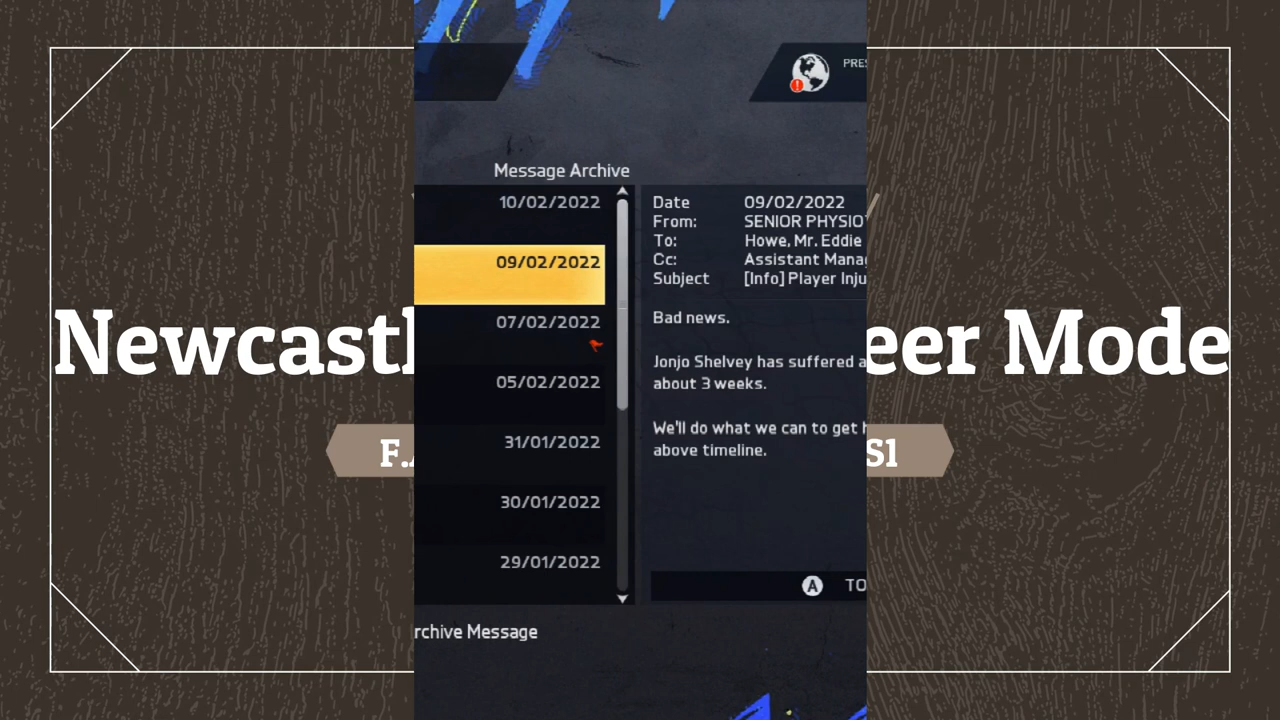 PRES
Message Archive
10/02/2022
09/02/2022
07/02/2022
05/02/2022
31/01/2022
30/01/2022
29/01/2022
Date 09/02/2022
From: SENIOR PHYSIO
To: Howe, Mr. Eddie
Cc: Assistant Mana
Subject [Info] Player Inju
Bad news.
Jonjo Shelvey has suffered a
about 3 weeks.
We'll do what we can to get h
above timeline.
A TO
rchive Message
Newcastl eer Mode
F. S1